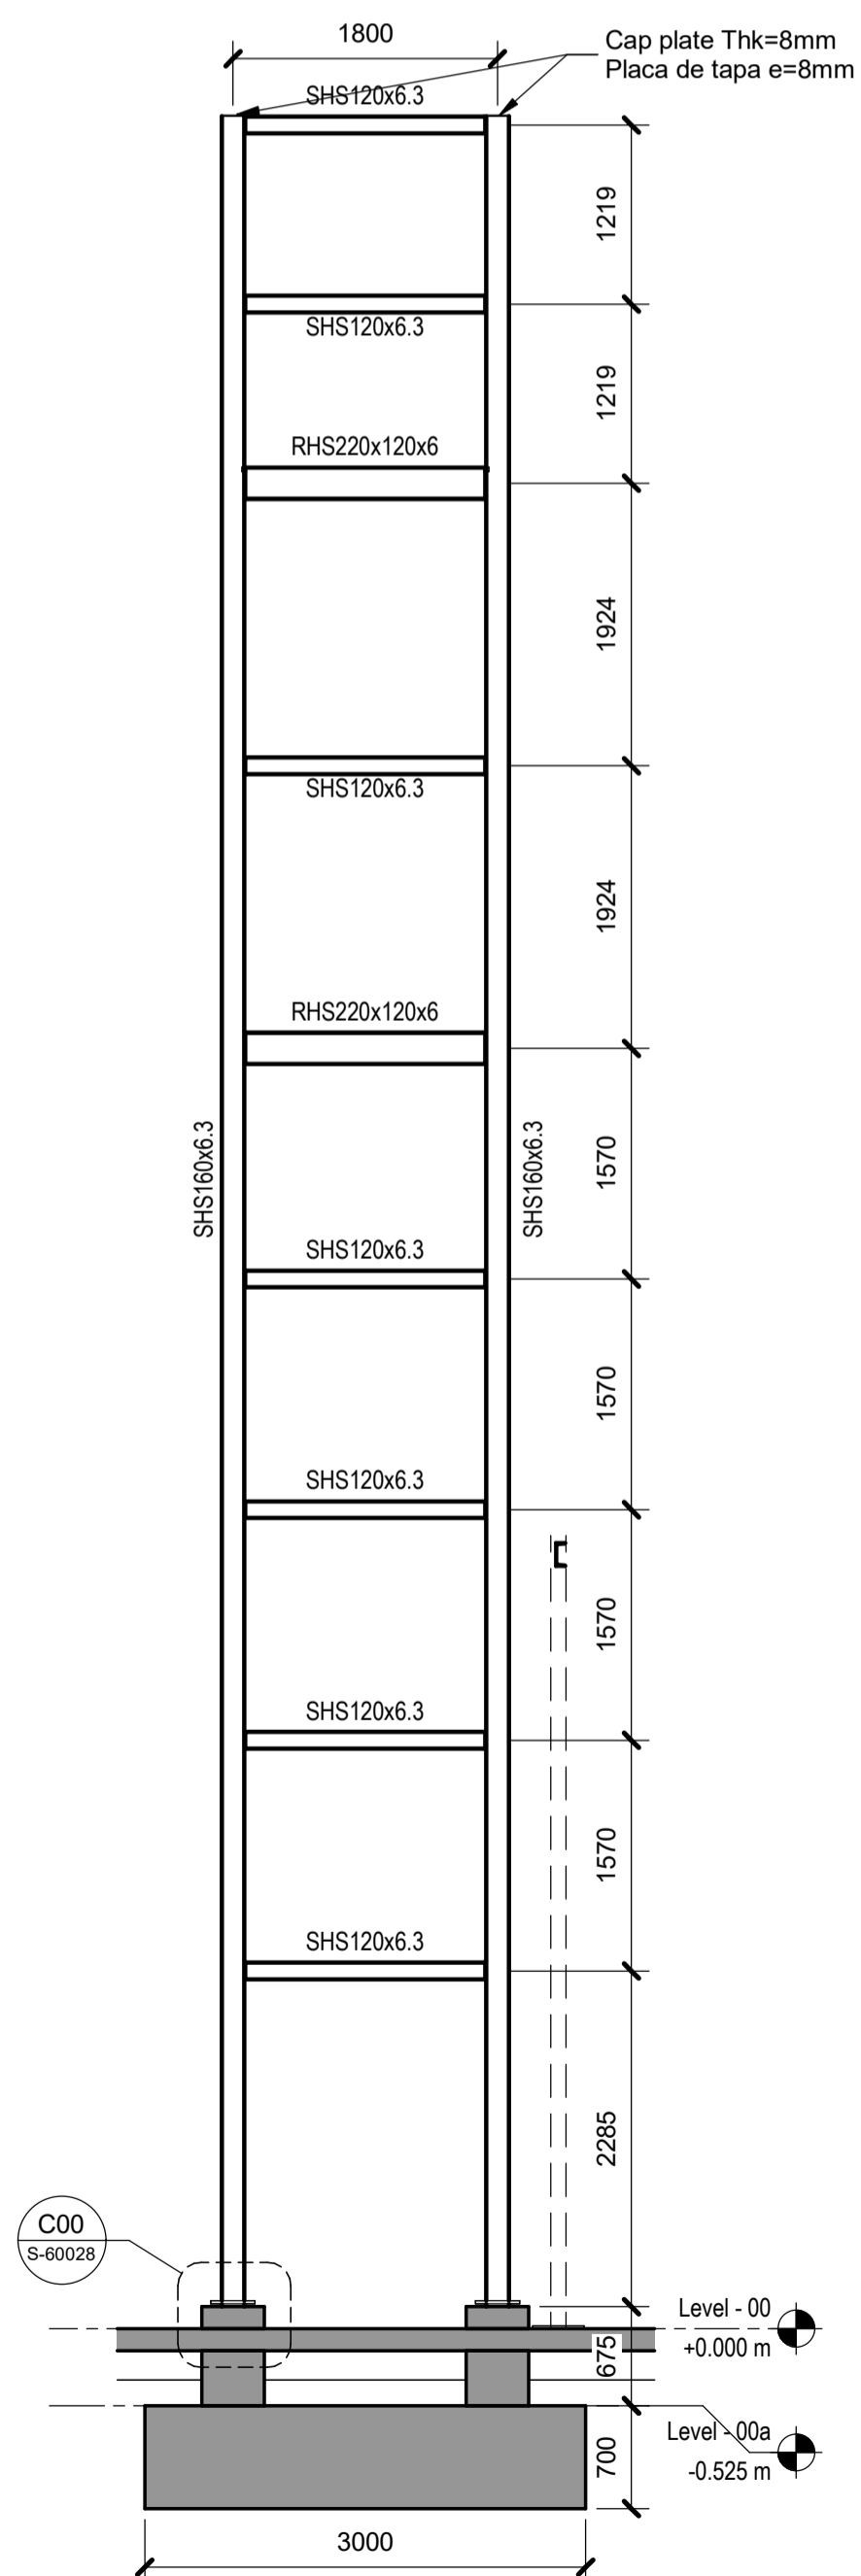 1800
Cap plate Thk=8mm
Placa de tapa e=8mm
SHS120x6.3
1219
SHS120x6.3
1219
RHS220x120x6
1924
SHS120x6.3
1924
RHS220x120x6
SHS160x6.3
SHS160x6.3
1570
SHS120x6.3
1570
SHS120x6.3
1570
SHS120x6.3
1570
SHS120x6.3
2285
C00
S-60028
Level - 00
+0.000 m
675
Level - 00a
-0.525 m
700
3000